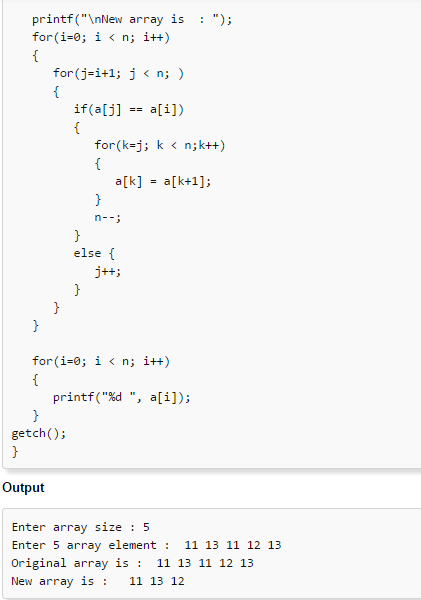 printf("\nNew array is  : ");
for(i=0; i < n; i++)
{
for(j=i+1; j < n; )
{
if(a[j] == a[i])
{
for(k=j; k < n;k++)
{
a[k] = a[k+1];
}
n--;
}
else {
j++;
}
}
}
for(i=0; i < n; i++)
{
printf("%d ", a[i]);
}
getch();
}
Output
Enter array size : 5
Enter 5 array element :  11 13 11 12 13
Original array is :  11 13 11 12 13
New array is :   11 13 12